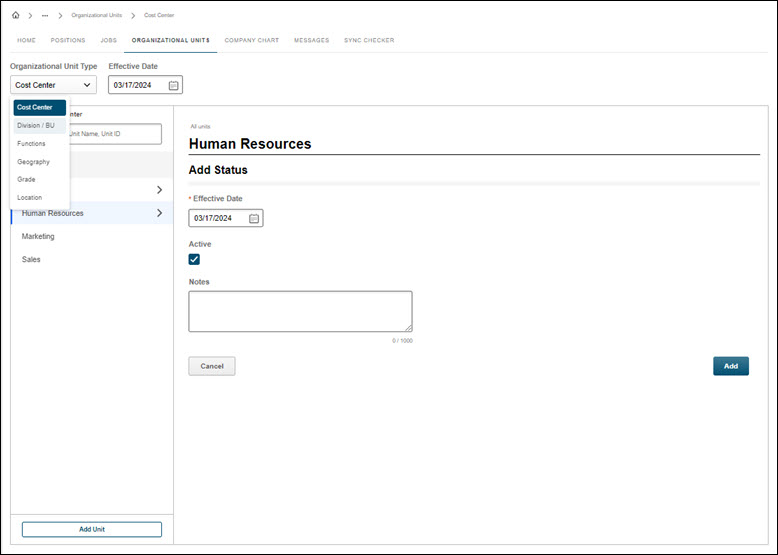 ... Organizational Units Cost Center
HOME POSITIONS JOBS ORGANIZATIONAL UNITS COMPANY CHART MESSAGES SYNC CHECKER
Organizational Unit Type Effective Date
Cost Center 03/17/2024
Cost Center
nter
Division / BU
Unit Name, Unit ID
Functions
Geography
Grade
Location
Human Resources
Marketing
Sales
Add Unit
All units
Human Resources
Add Status
* Effective Date
03/17/2024
Active
Notes
0 / 1000
Cancel Add